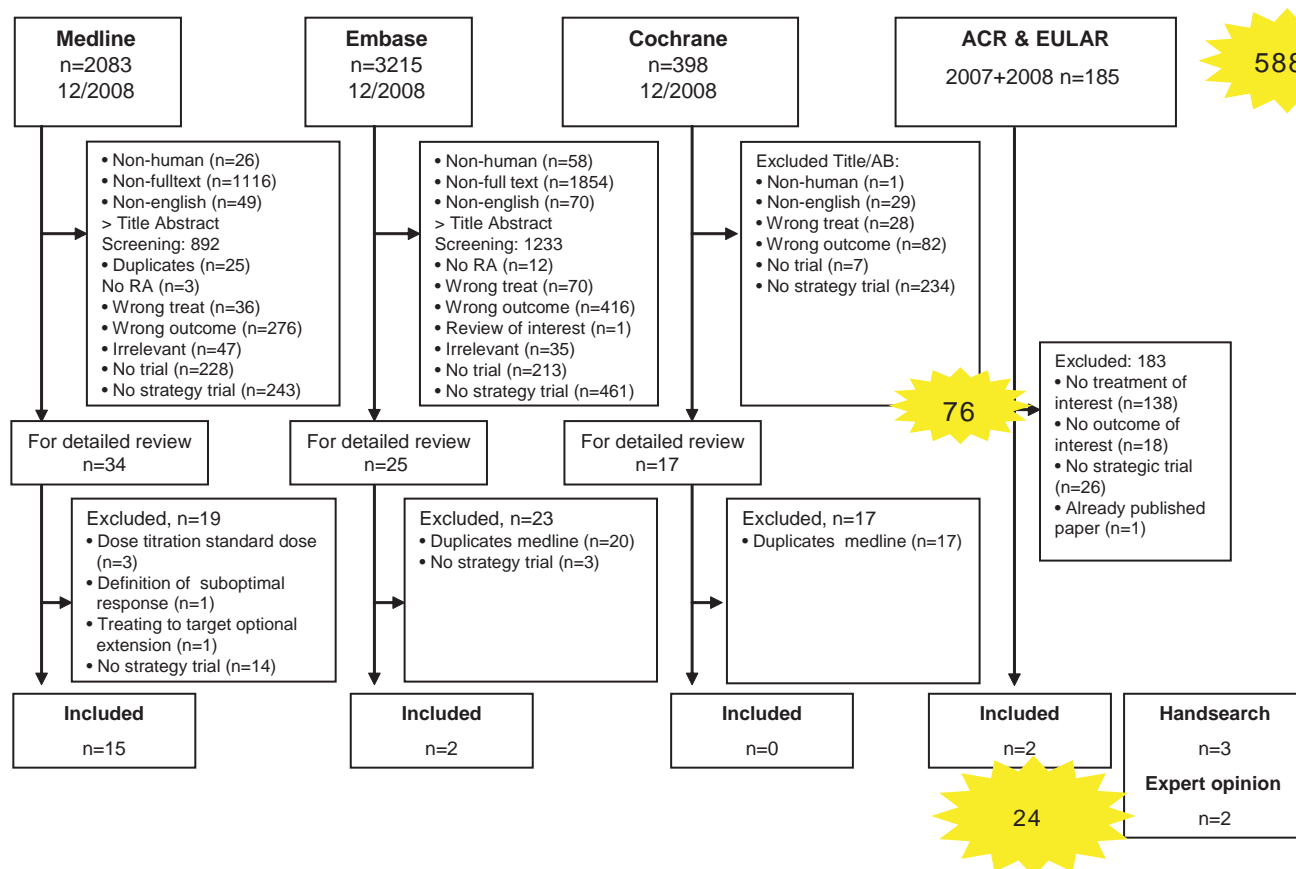 Medline
n=2083
12/2008
Embase
n=3215
12/2008
Cochrane
n=398
12/2008
ACR & EULAR
2007+2008 n=185
588
• Non-human (n=26)
• Non-fulltext (n=1116)
• Non-english (n=49)
> Title Abstract
Screening: 892
• Duplicates (n=25)
No RA (n=3)
• Wrong treat (n=36)
• Wrong outcome (n=276)
• Irrelevant (n=47)
• No trial (n=228)
• No strategy trial (n=243)
• Non-human (n=58)
• Non-full text (n=1854)
• Non-english (n=70)
> Title Abstract
Screening: 1233
• No RA (n=12)
• Wrong treat (n=70)
• Wrong outcome (n=416)
• Review of interest (n=1)
• Irrelevant (n=35)
• No trial (n=213)
• No strategy trial (n=461)
Excluded Title/AB:
• Non-human (n=1)
• Non-english (n=29)
• Wrong treat (n=28)
• Wrong outcome (n=82)
• No trial (n=7)
• No strategy trial (n=234)
Excluded: 183
• No treatment of
interest (n=138)
• No outcome of
interest (n=18)
• No strategic trial
(n=26)
• Already published
paper (n=1)
76
For detailed review
n=34
For detailed review
n=25
For detailed review
n=17
Excluded, n=19
• Dose titration standard dose
(n=3)
• Definition of suboptimal
response (n=1)
• Treating to target optional
extension (n=1)
• No strategy trial (n=14)
Excluded, n=23
• Duplicates medline (n=20)
• No strategy trial (n=3)
Excluded, n=17
• Duplicates medline (n=17)
Included
n=15
Included
n=2
Included
n=0
Included
n=2
Handsearch
n=3
Expert opinion
n=2
24